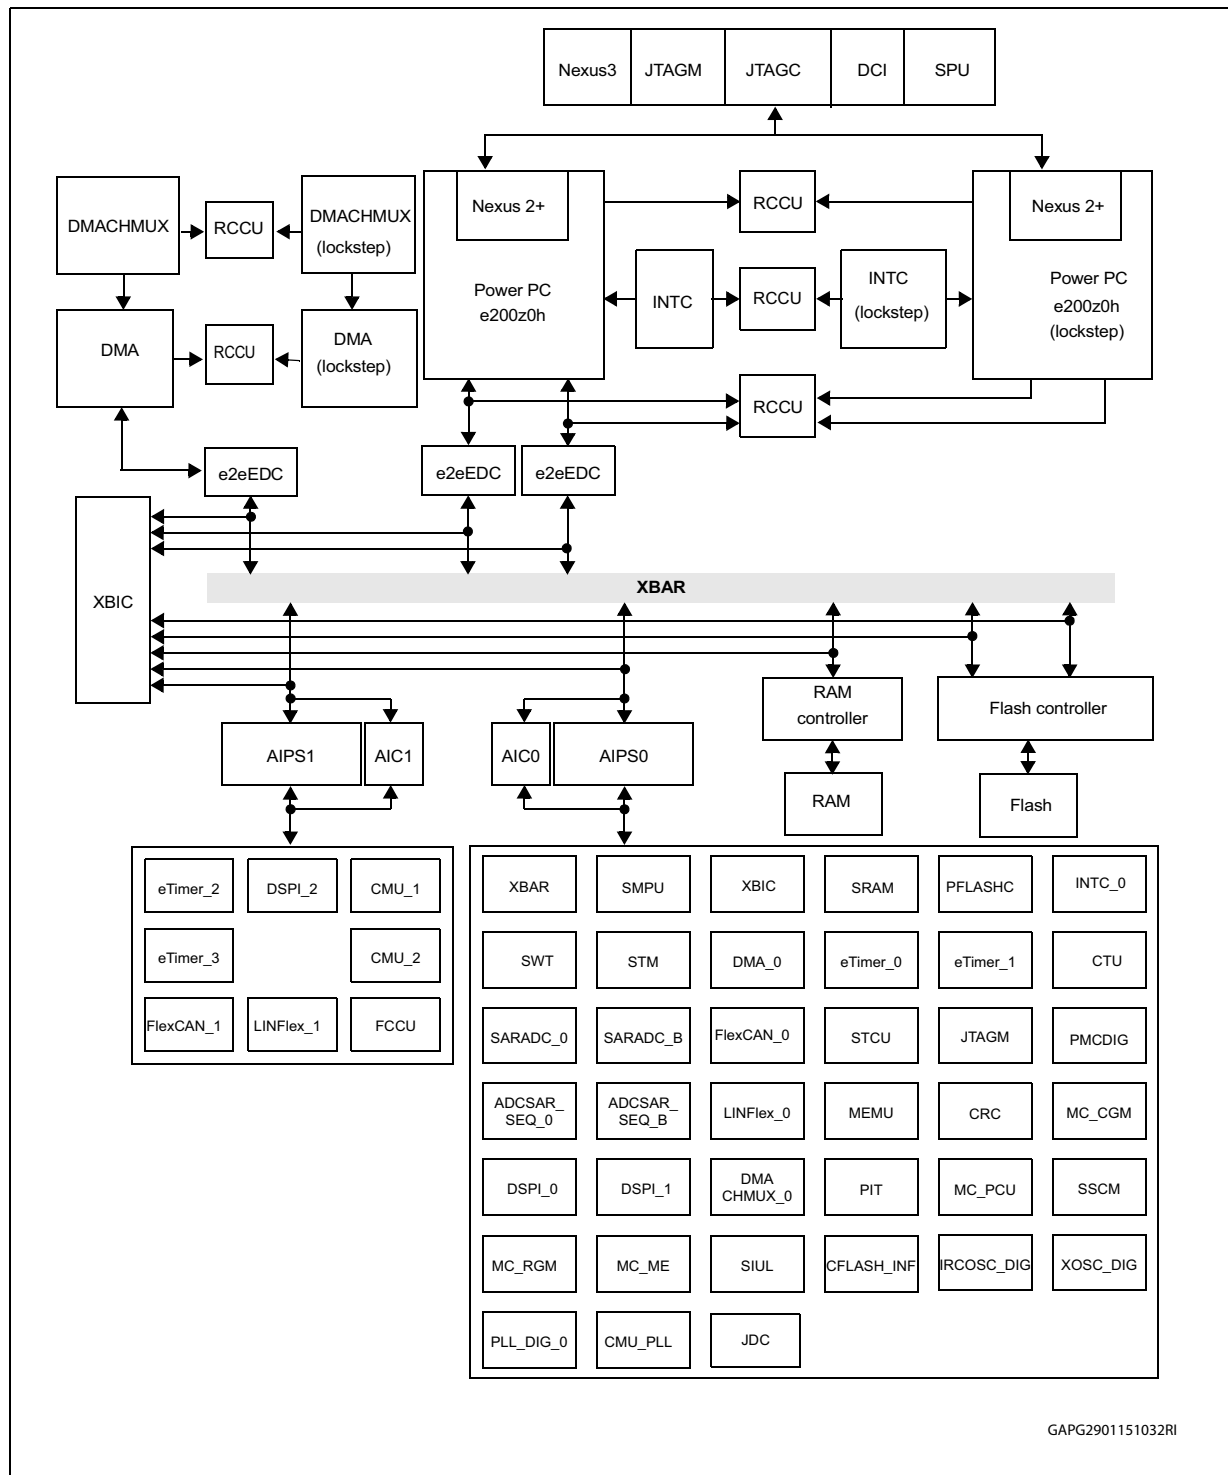 Nexus3 JTAGM JTAGC DCI SPU
Nexus 2+
Nexus 2+
DMACHMUX
RCCU
DMACHMUX
(lockstep)
RCCU
Power PC
e200z0h
INTC
RCCU
INTC
(lockstep)
Power PC
e200z0h
(lockstep)
DMA
RCCU
DMA
(lockstep)
RCCU
e2eEDC
e2eEDC
e2eEDC
XBAR
XBIC
RAM
controller
Flash controller
AIPS1
AIC1
AIC0
AIPS0
RAM
Flash
eTimer_2 DSPI_2 CMU_1
eTimer_3 CMU_2
FlexCAN_1 LINFlex_1 FCCU
XBAR SMPU XBIC SRAM PFLASHC INTC_0
SWT STM DMA_0 eTimer_0 eTimer_1 CTU
SARADC_0 SARADC_B FlexCAN_0 STCU JTAGM PMCDIG
ADCSAR_
SEQ_0
ADCSAR_
SEQ_B
LINFlex_0 MEMU CRC MC_CGM
DSPI_0 DSPI_1
DMA
CHMUX_0
PIT MC_PCU SSCM
MC_RGM MC_ME SIUL CFLASH_INF IRCOSC_DIG XOSC_DIG
PLL_DIG_0 CMU_PLL JDC
GAPG2901151032RI